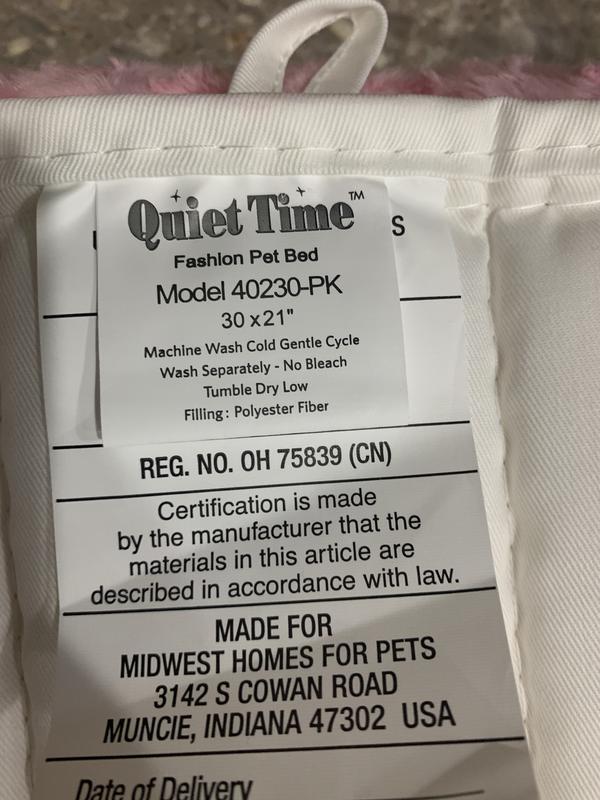 Quiet Time™
S
Fashion Pet Bed
Model 40230-PK
30 x 21"
Machine Wash Cold Gentle Cycle
Wash Separately - No Bleach
Tumble Dry Low
Filling: Polyester Fiber
REG. NO. OH 75839 (CN)
Certification is made
by the manufacturer that the
materials in this article are
described in accordance with law.
MADE FOR
MIDWEST HOMES FOR PETS
3142 S COWAN ROAD
MUNCIE, INDIANA 47302 USA
Date of Delivery